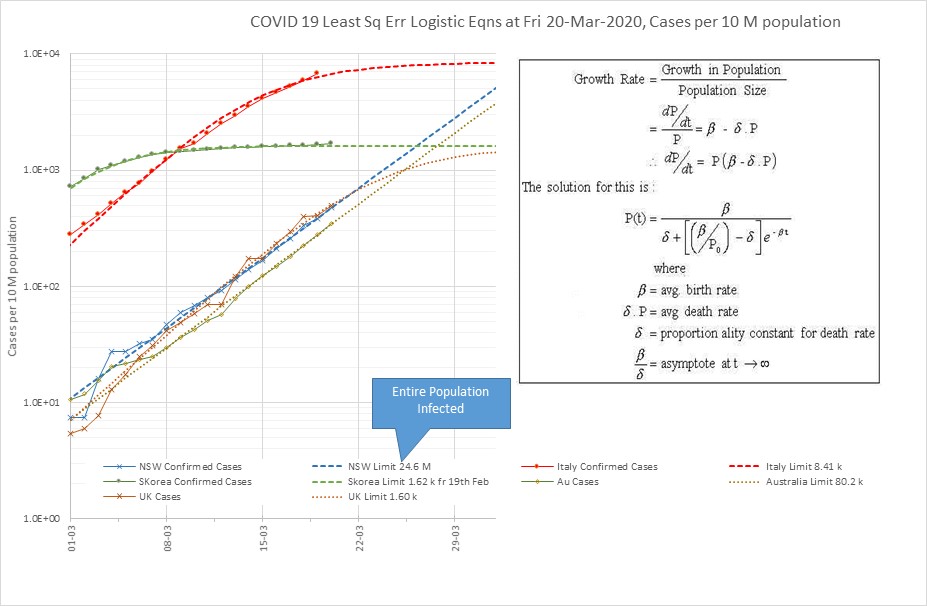 COVID 19 Least Sq Err Logistic Eqns at Fri 20-Mar-2020, Cases per 10 M population
Cases per 10 M population
1.0E+04
1.0E+03
1.0E+02
1.0E+01
1.0E+00
01-03
08-03
15-03
22-03
29-03
Growth Rate = Growth in Population / Population Size
= dP/dt / P = β - δ.P
∴ dP/dt = P(β-δ.P)
The solution for this is :
P(t) = β / δ + [(β/P₀) - δ] e^-βt
where
β = avg. birth rate
δ.P = avg death rate
δ = proportion ality constant for death rate
β/δ = asymptote at t → ∞
Entire Population
Infected
NSW Confirmed Cases
NSW Limit 24.6 M
Italy Confirmed Cases
Italy Limit 8.41 k
SKorea Confirmed Cases
Skorea Limit 1.62 k fr 19th Feb
Au Cases
Australia Limit 80.2 k
UK Cases
UK Limit 1.60 k